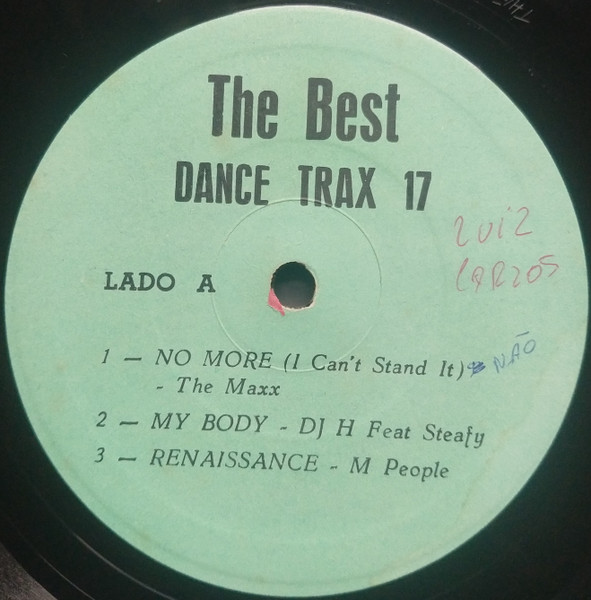 The Best
DANCE TRAX 17
LUIZ
CARLOS
LADO A
1 — NO MORE (I Can't Stand It) NÃO
- The Maxx
2 — MY BODY - DJ H Feat Steafy
3 — RENAISSANCE - M People